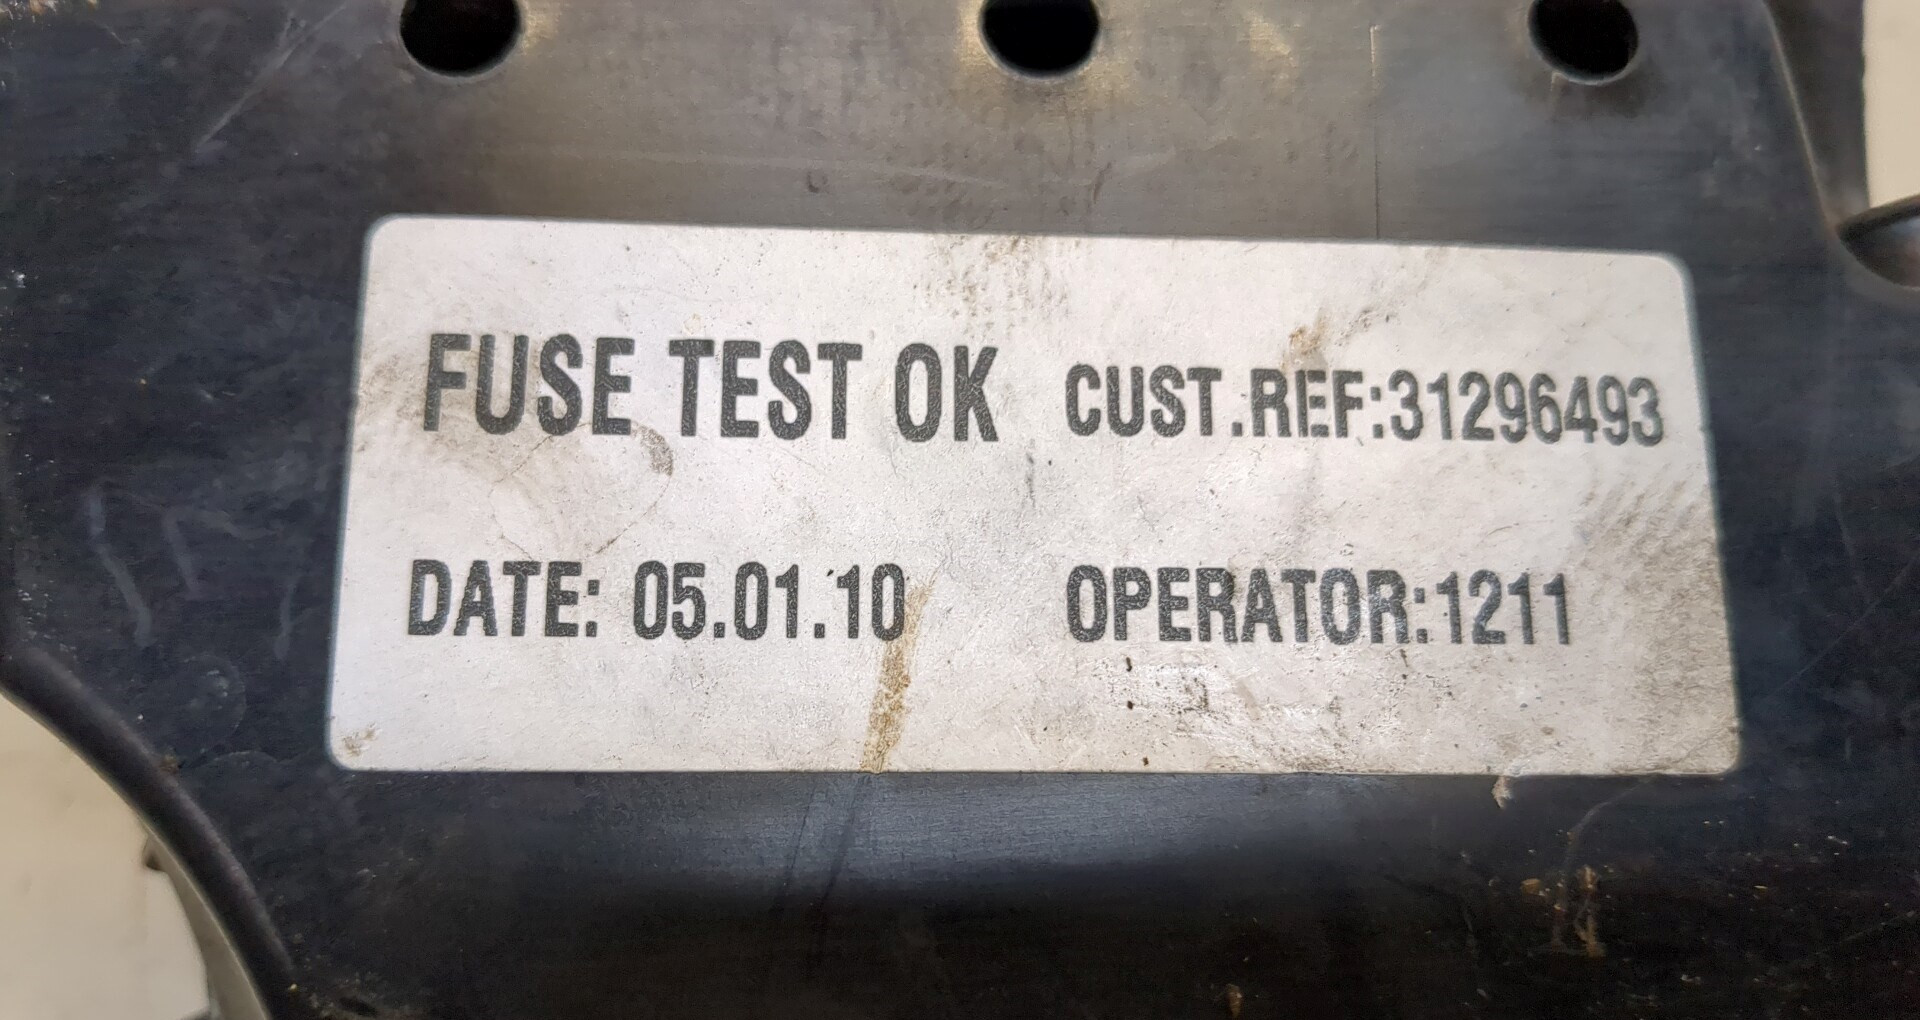 FUSE TEST OK CUST.REF:31296493
DATE: 05.01.10 OPERATOR:1211